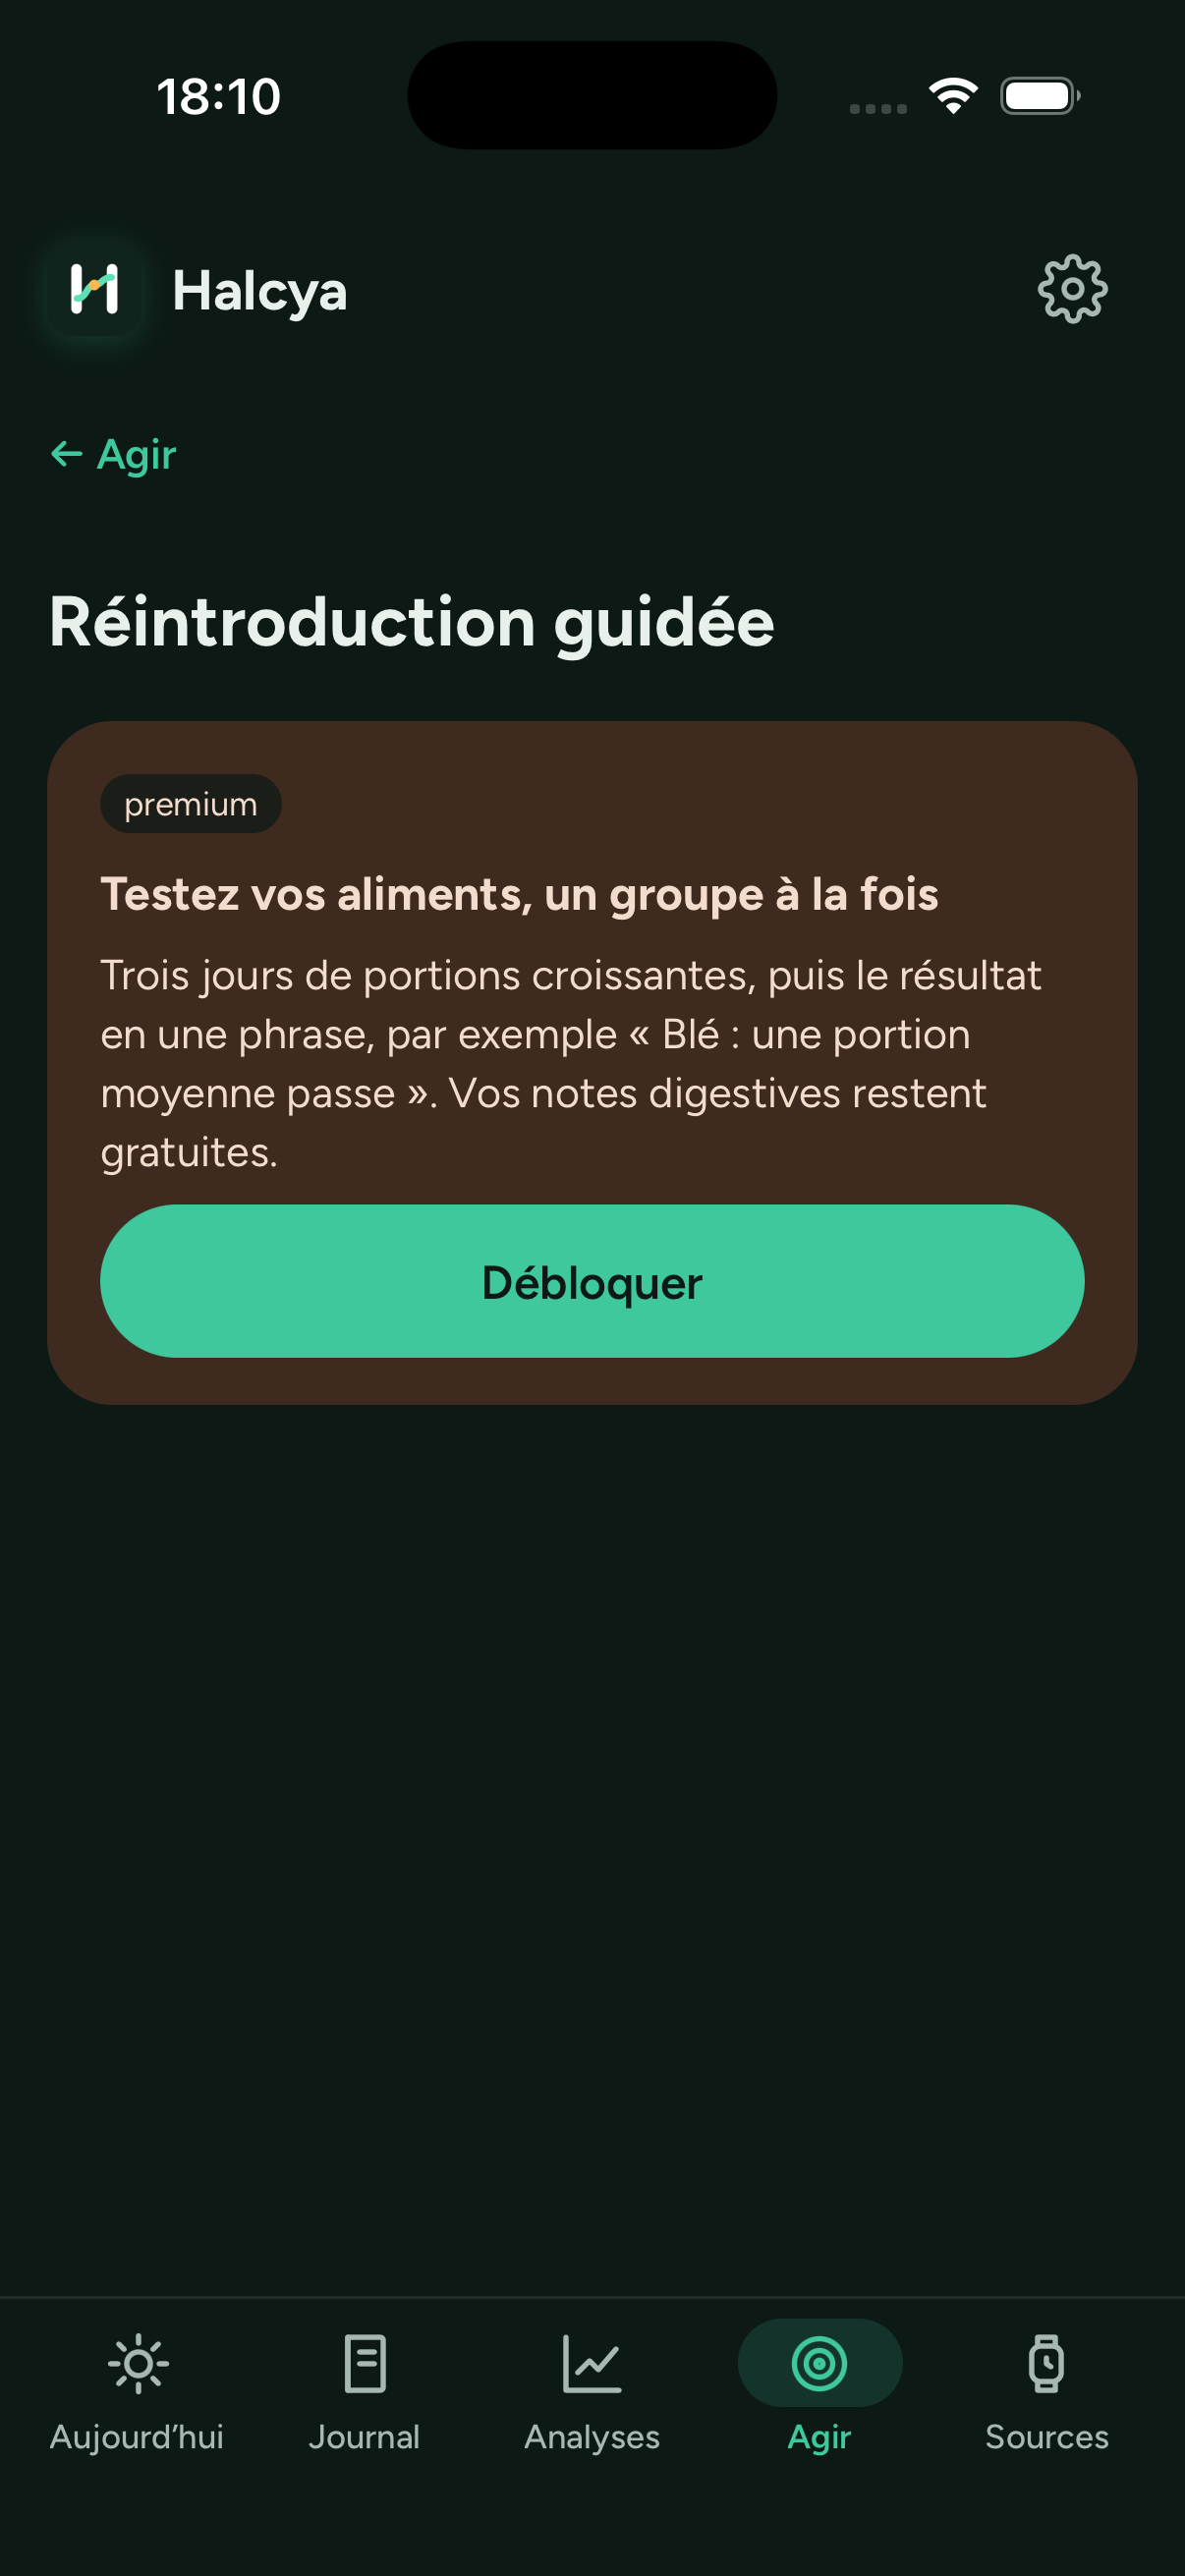 18:10
Halcya
← Agir
Réintroduction guidée
premium
Testez vos aliments, un groupe à la fois
Trois jours de portions croissantes, puis le résultat
en une phrase, par exemple « Blé : une portion
moyenne passe ». Vos notes digestives restent
gratuites.
Débloquer
Aujourd’hui
Journal
Analyses
Agir
Sources